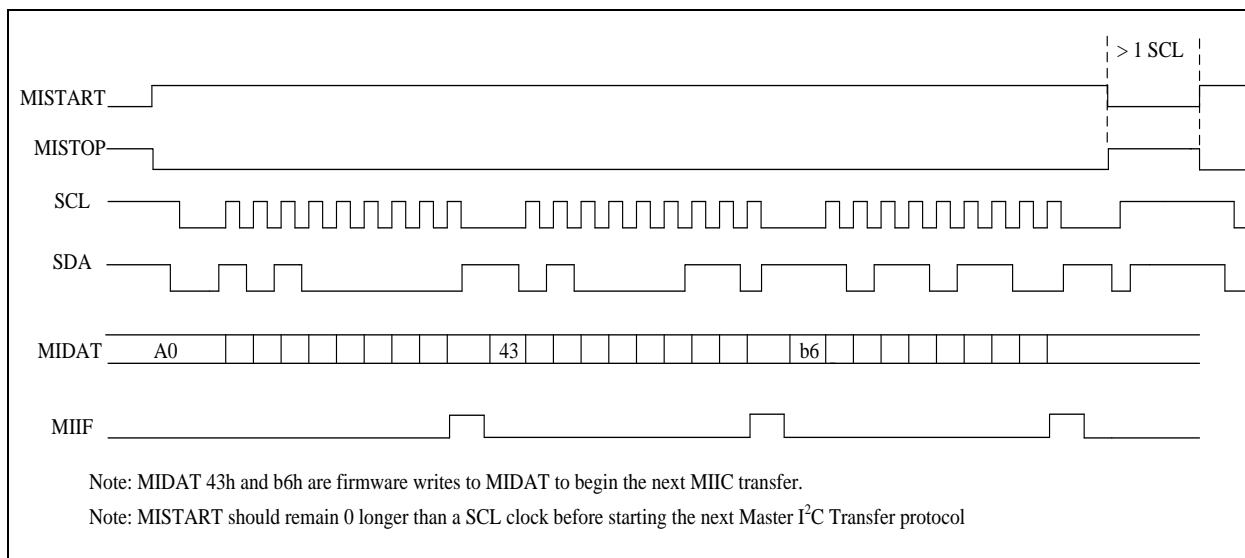 > 1 SCL
MISTART
MISTOP
SCL
SDA
MIDAT A0 43 b6
MIIF
Note: MIDAT 43h and b6h are firmware writes to MIDAT to begin the next MIIC transfer.
Note: MISTART should remain 0 longer than a SCL clock before starting the next Master I²C Transfer protocol